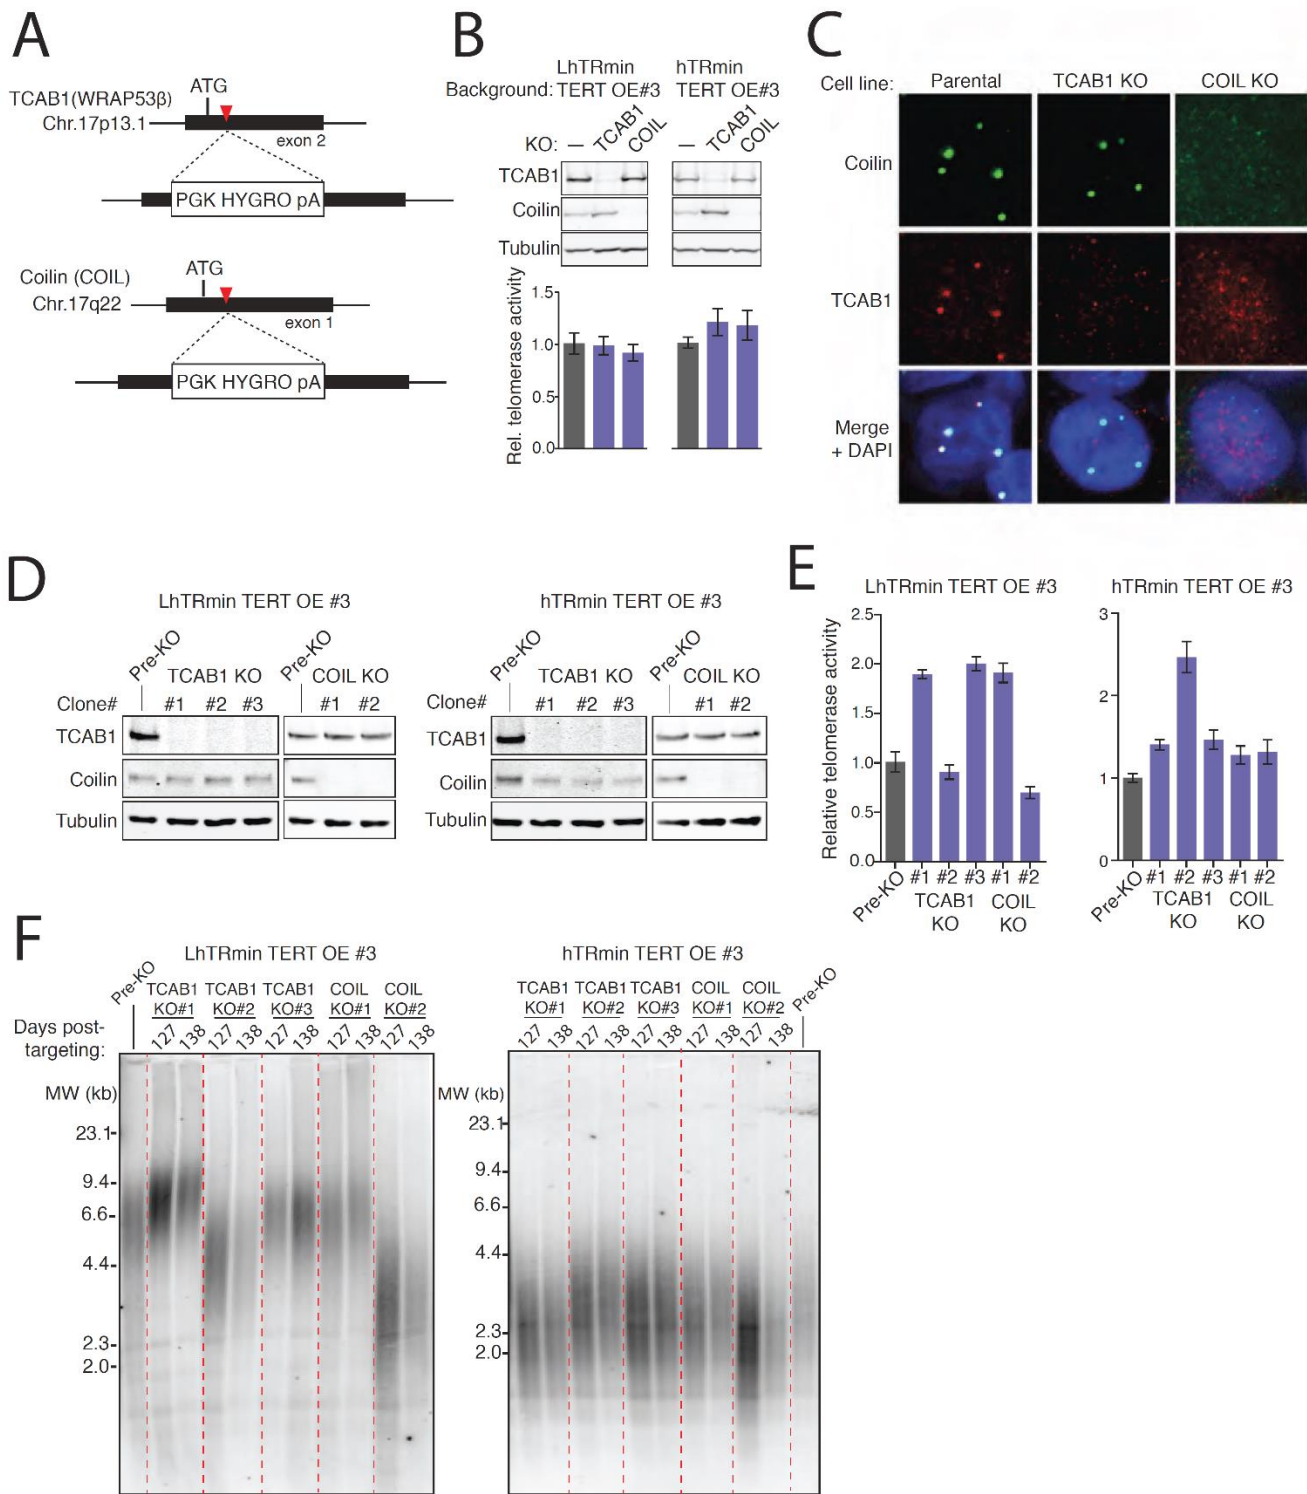 A
TCAB1(WRAP53β)
Chr.17p13.1
ATG
exon 2
PGK HYGRO pA
Coilin (COIL)
Chr.17q22
ATG
exon 1
PGK HYGRO pA
B
LhTRmin hTRmin
Background: TERT OE#3 TERT OE#3
KO: — TCAB1 COIL — TCAB1 COIL
TCAB1
Coilin
Tubulin
Rel. telomerase activity
1.5
1.0
0.5
0.0
C
Cell line: Parental TCAB1 KO COIL KO
Coilin
TCAB1
Merge
+ DAPI
D
LhTRmin TERT OE #3
Pre-KO TCAB1 KO Pre-KO COIL KO
Clone# #1 #2 #3 #1 #2
TCAB1
Coilin
Tubulin
hTRmin TERT OE #3
Pre-KO TCAB1 KO Pre-KO COIL KO
Clone# #1 #2 #3 #1 #2
TCAB1
Coilin
Tubulin
E
LhTRmin TERT OE #3
Relative telomerase activity
2.5
2.0
1.5
1.0
0.5
0.0
Pre-KO #1 #2 #3 #1 #2
TCAB1 COIL
KO KO
hTRmin TERT OE #3
3
2
1
0
Pre-KO #1 #2 #3 #1 #2
TCAB1 COIL
KO KO
F
LhTRmin TERT OE #3
Pre-KO TCAB1 TCAB1 TCAB1 COIL COIL
KO#1 KO#2 KO#3 KO#1 KO#2
Days post-
targeting: 127 138 127 138 127 138 127 138 127 138
MW (kb)
23.1
9.4
6.6
4.4
2.3
2.0
hTRmin TERT OE #3
TCAB1 TCAB1 TCAB1 COIL COIL Pre-KO
KO#1 KO#2 KO#3 KO#1 KO#2
127 138 127 138 127 138 127 138 127 138
MW (kb)
23.1
9.4
6.6
4.4
2.3
2.0